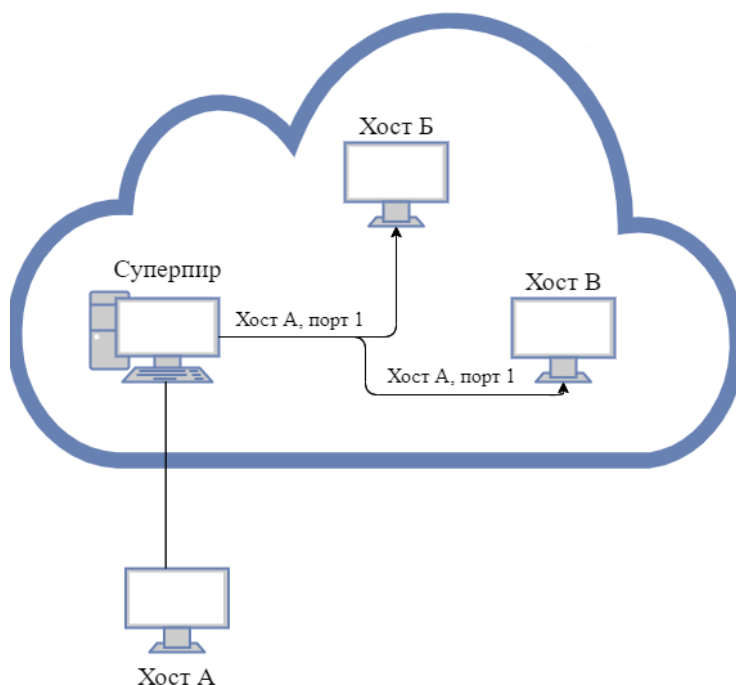 Хост Б
Суперпир
Хост В
Хост А, порт 1
Хост А, порт 1
Хост А